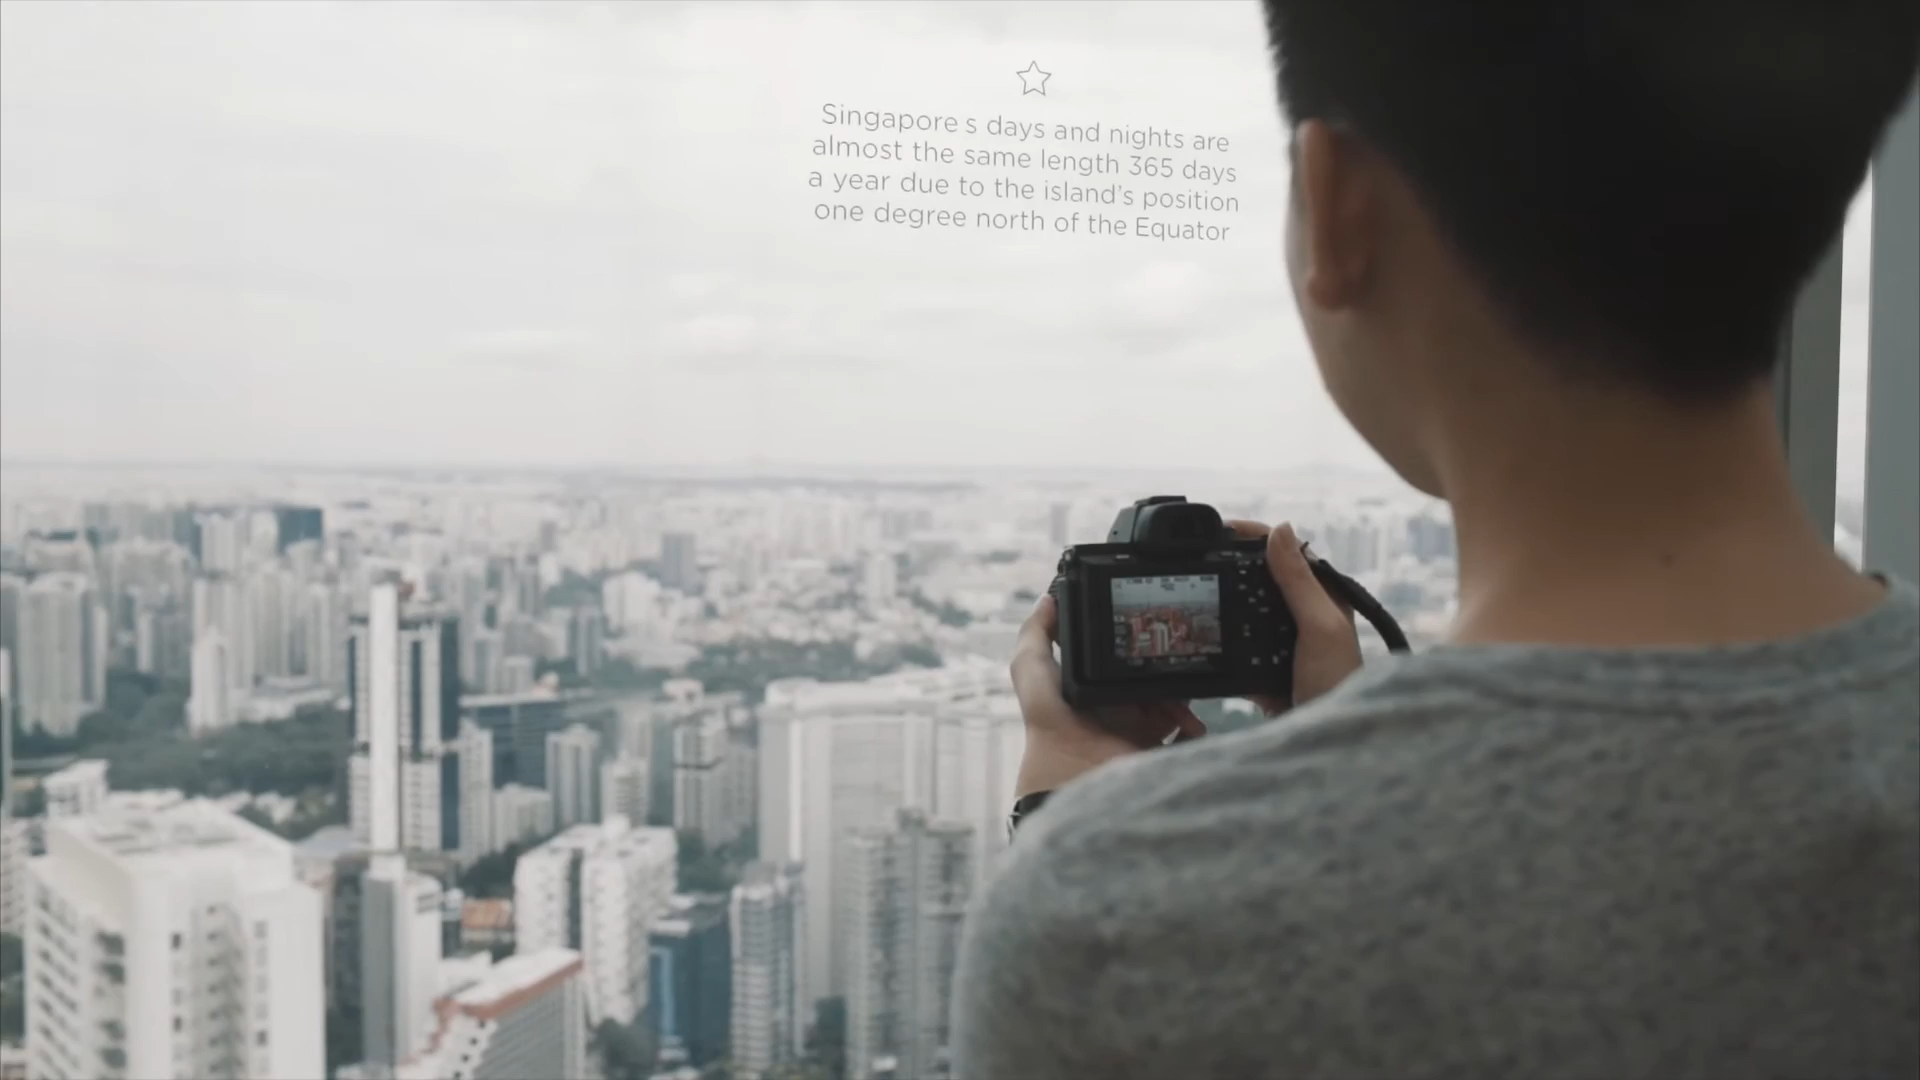 Singapore s days and nights are
almost the same length 365 days
a year due to the island's position
one degree north of the Equator